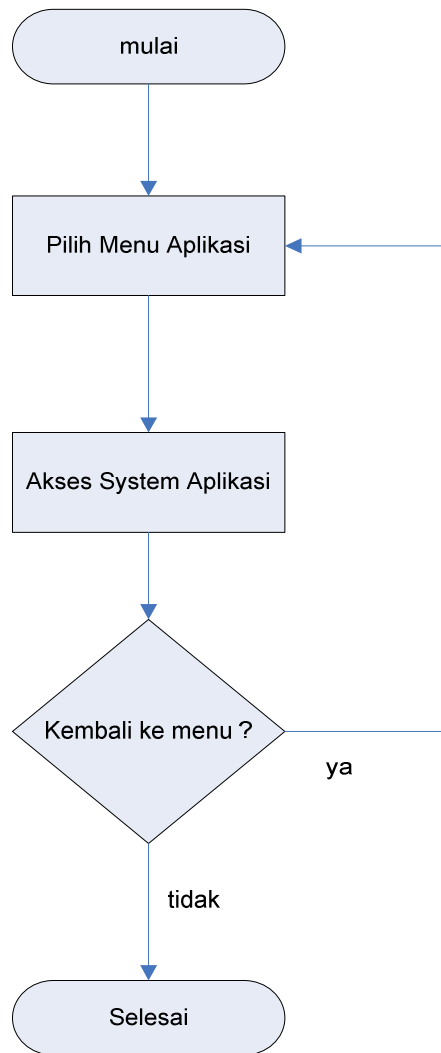 mulai
Pilih Menu Aplikasi
Akses System Aplikasi
Kembali ke menu ?
ya
tidak
Selesai